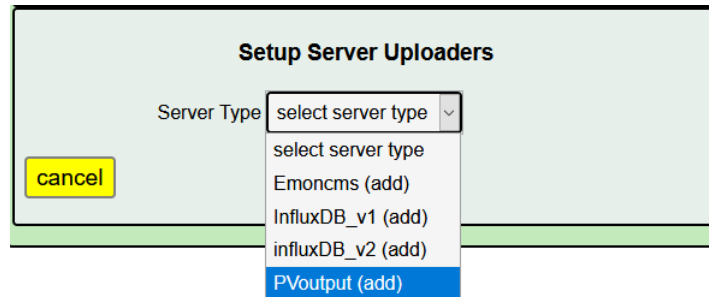 Setup Server Uploaders
Server Type select server type
select server type
cancel
Emoncms (add)
InfluxDB_v1 (add)
influxDB_v2 (add)
PVoutput (add)